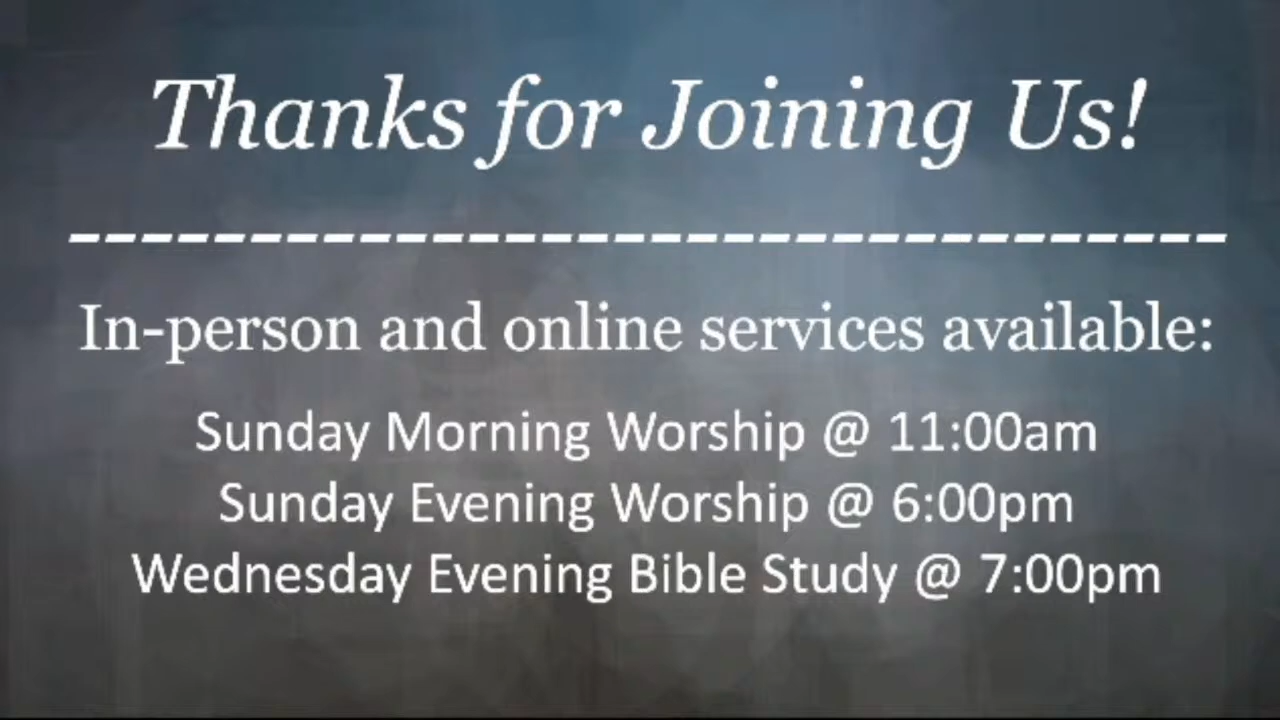 Thanks for Joining Us!
---------------------------------
In-person and online services available:
Sunday Morning Worship @ 11:00am
Sunday Evening Worship @ 6:00pm
Wednesday Evening Bible Study @ 7:00pm